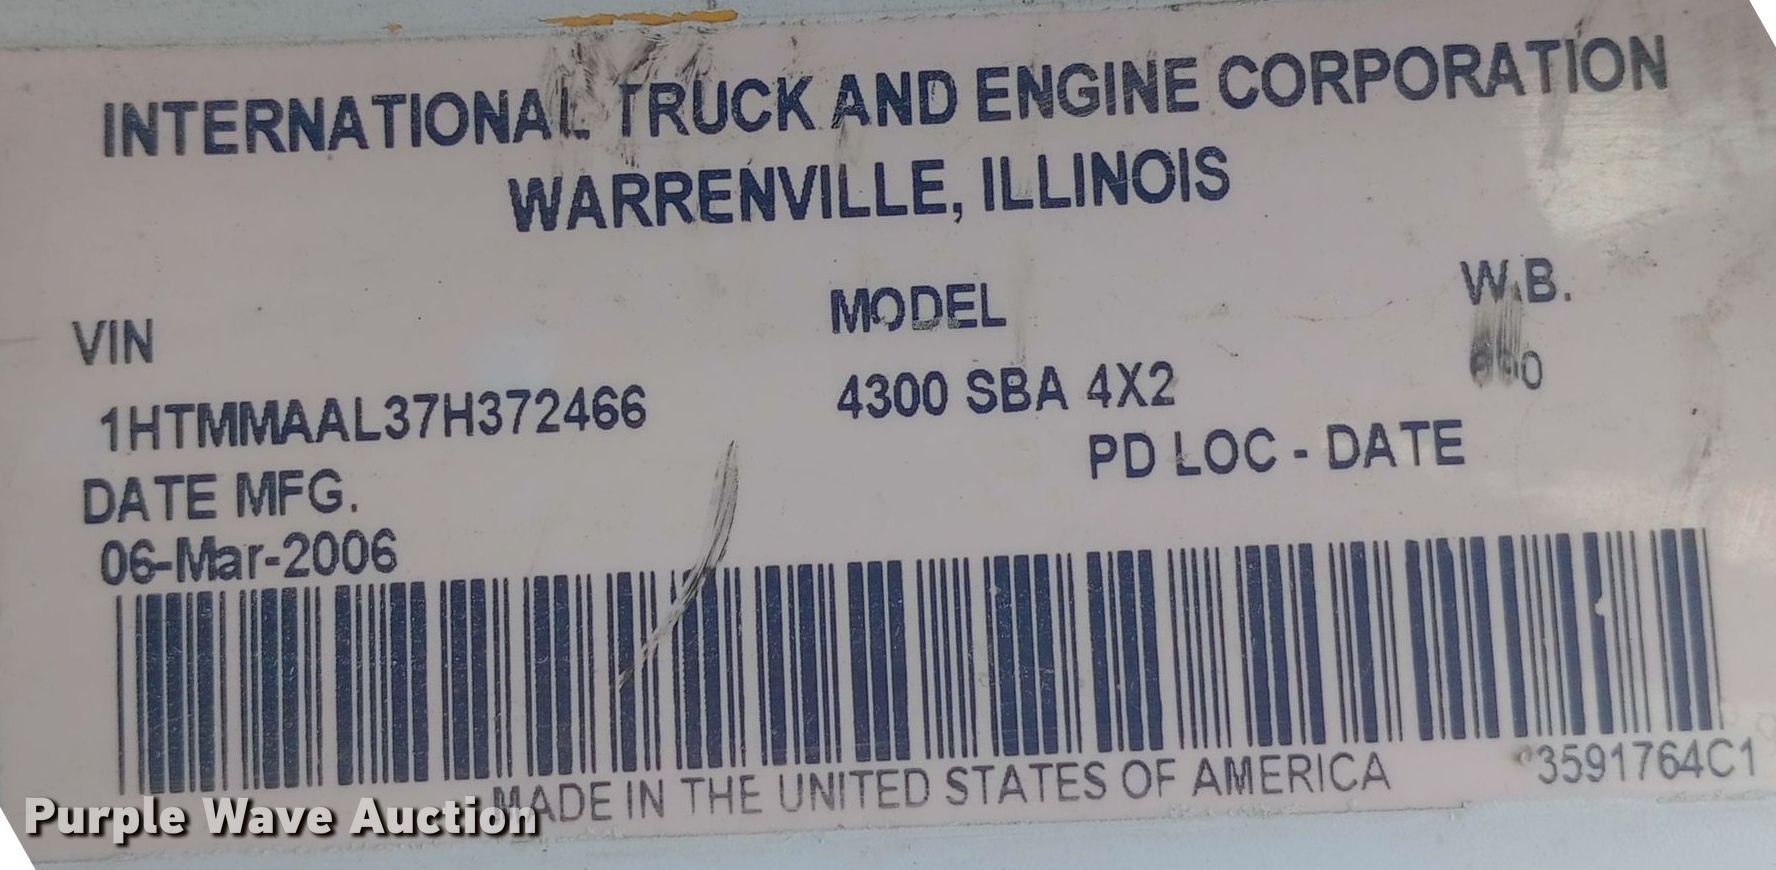 INTERNATIONAL TRUCK AND ENGINE CORPORATION
WARRENVILLE, ILLINOIS
VIN MODEL W.B.
1HTMMAAL37H372466 4300 SBA 4X2
DATE MFG. PD LOC - DATE
06-Mar-2006
MADE IN THE UNITED STATES OF AMERICA 3591764C1
Purple Wave Auction